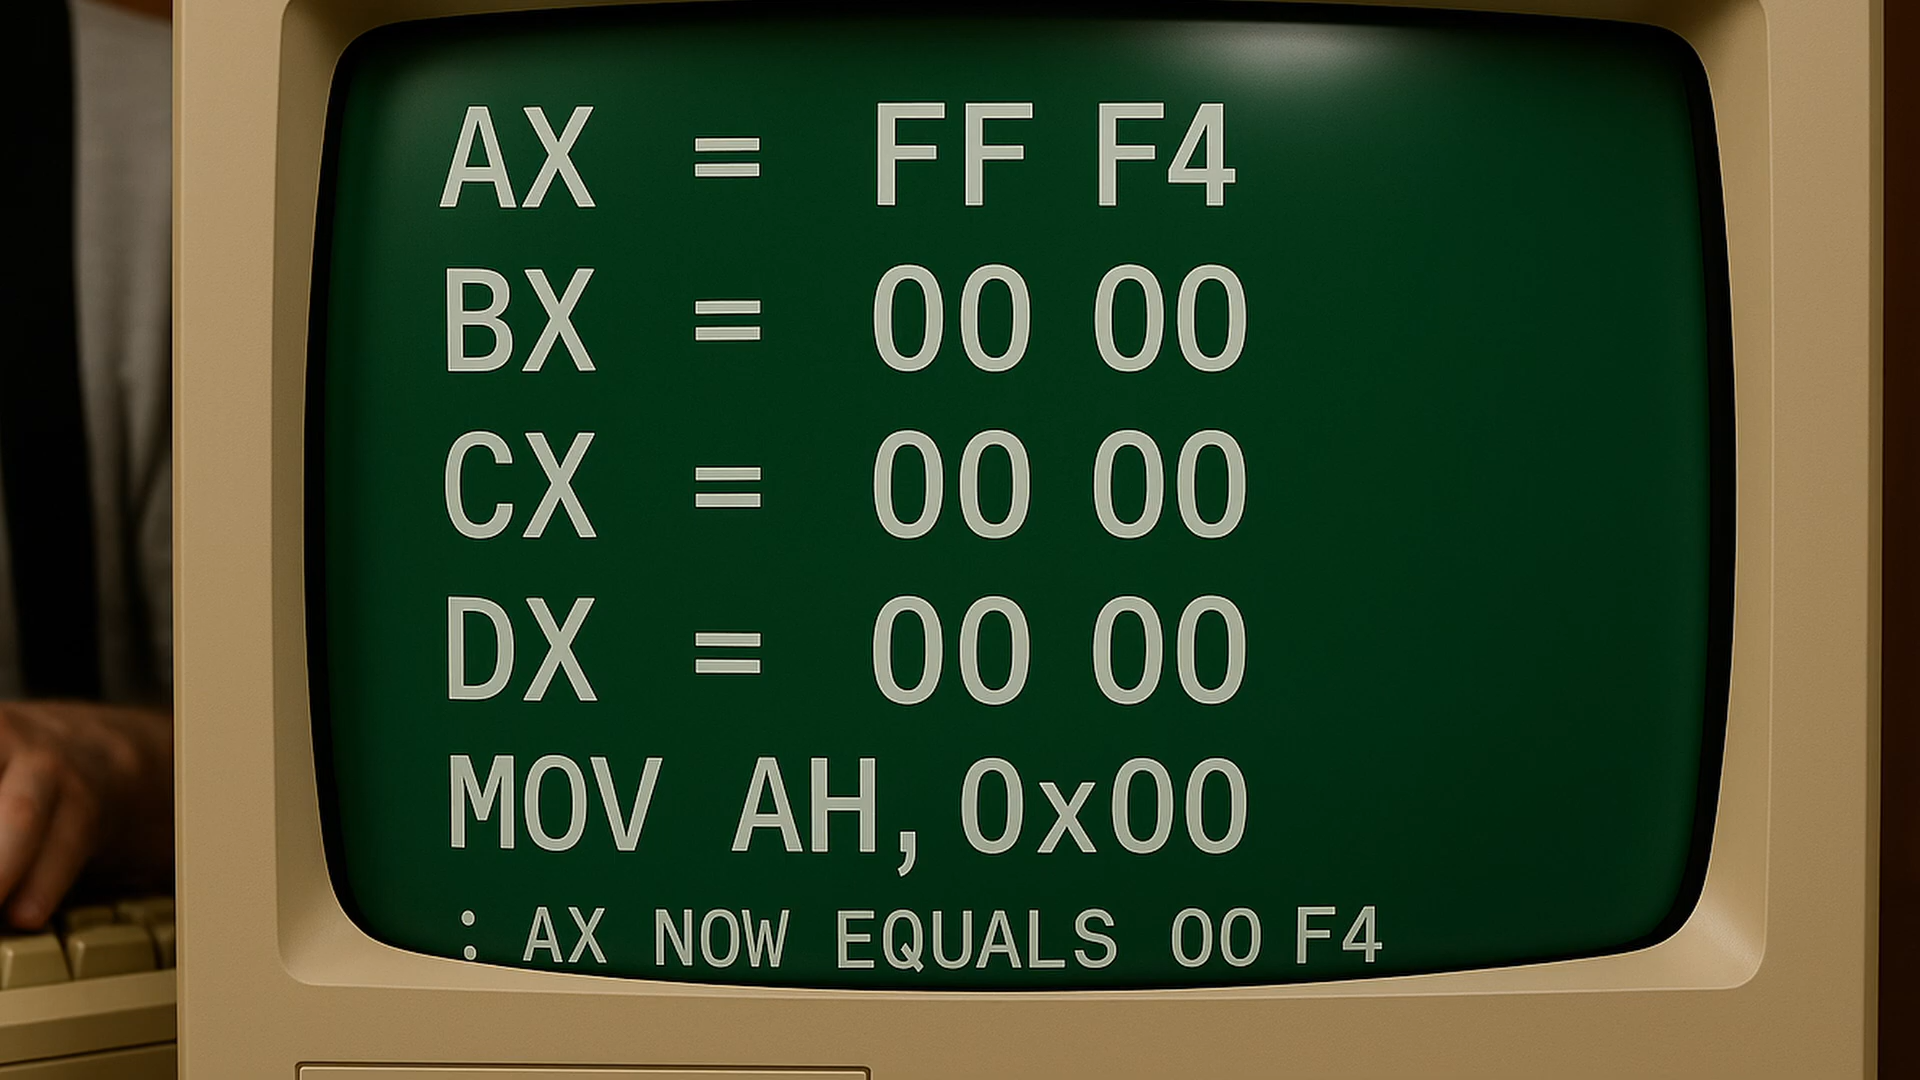 AX = FF F4
BX = 00 00
CX = 00 00
DX = 00 00
MOV AH,0x00
: AX NOW EQUALS 00 F4